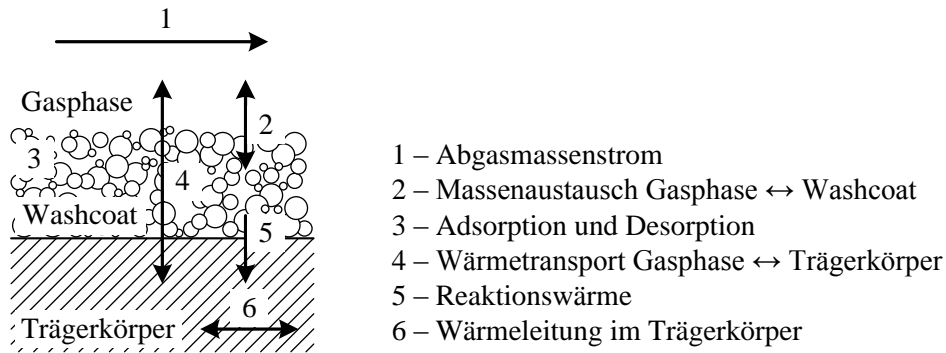 1
Gasphase
2
3
4
Washcoat
5
6
Trägerkörper
1 – Abgasmassenstrom
2 – Massenaustausch Gasphase ↔ Washcoat
3 – Adsorption und Desorption
4 – Wärmetransport Gasphase ↔ Trägerkörper
5 – Reaktionswärme
6 – Wärmeleitung im Trägerkörper